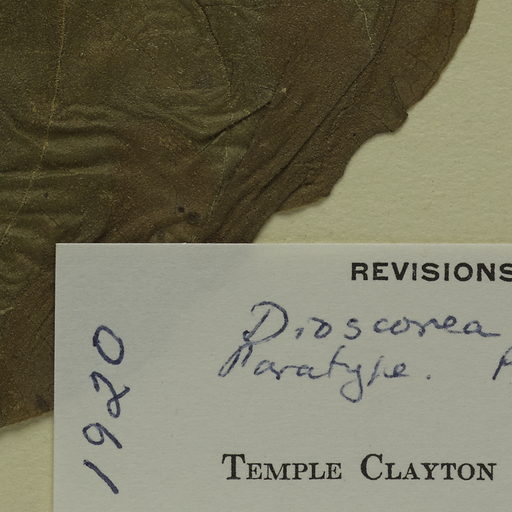 REVISIONS
Dioscorea
Paratype.
TEMPLE CLAYTON
1920